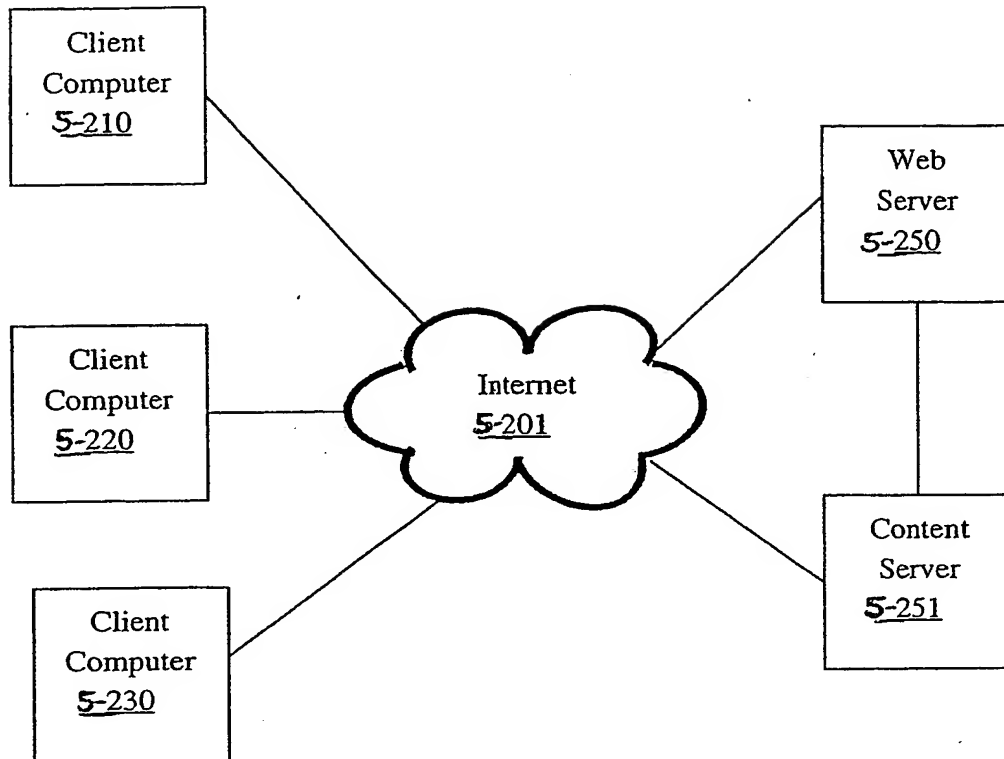 Client
Computer
5-210
Web
Server
5-250
Client
Computer
5-220
Internet
5-201
Content
Server
5-251
Client
Computer
5-230